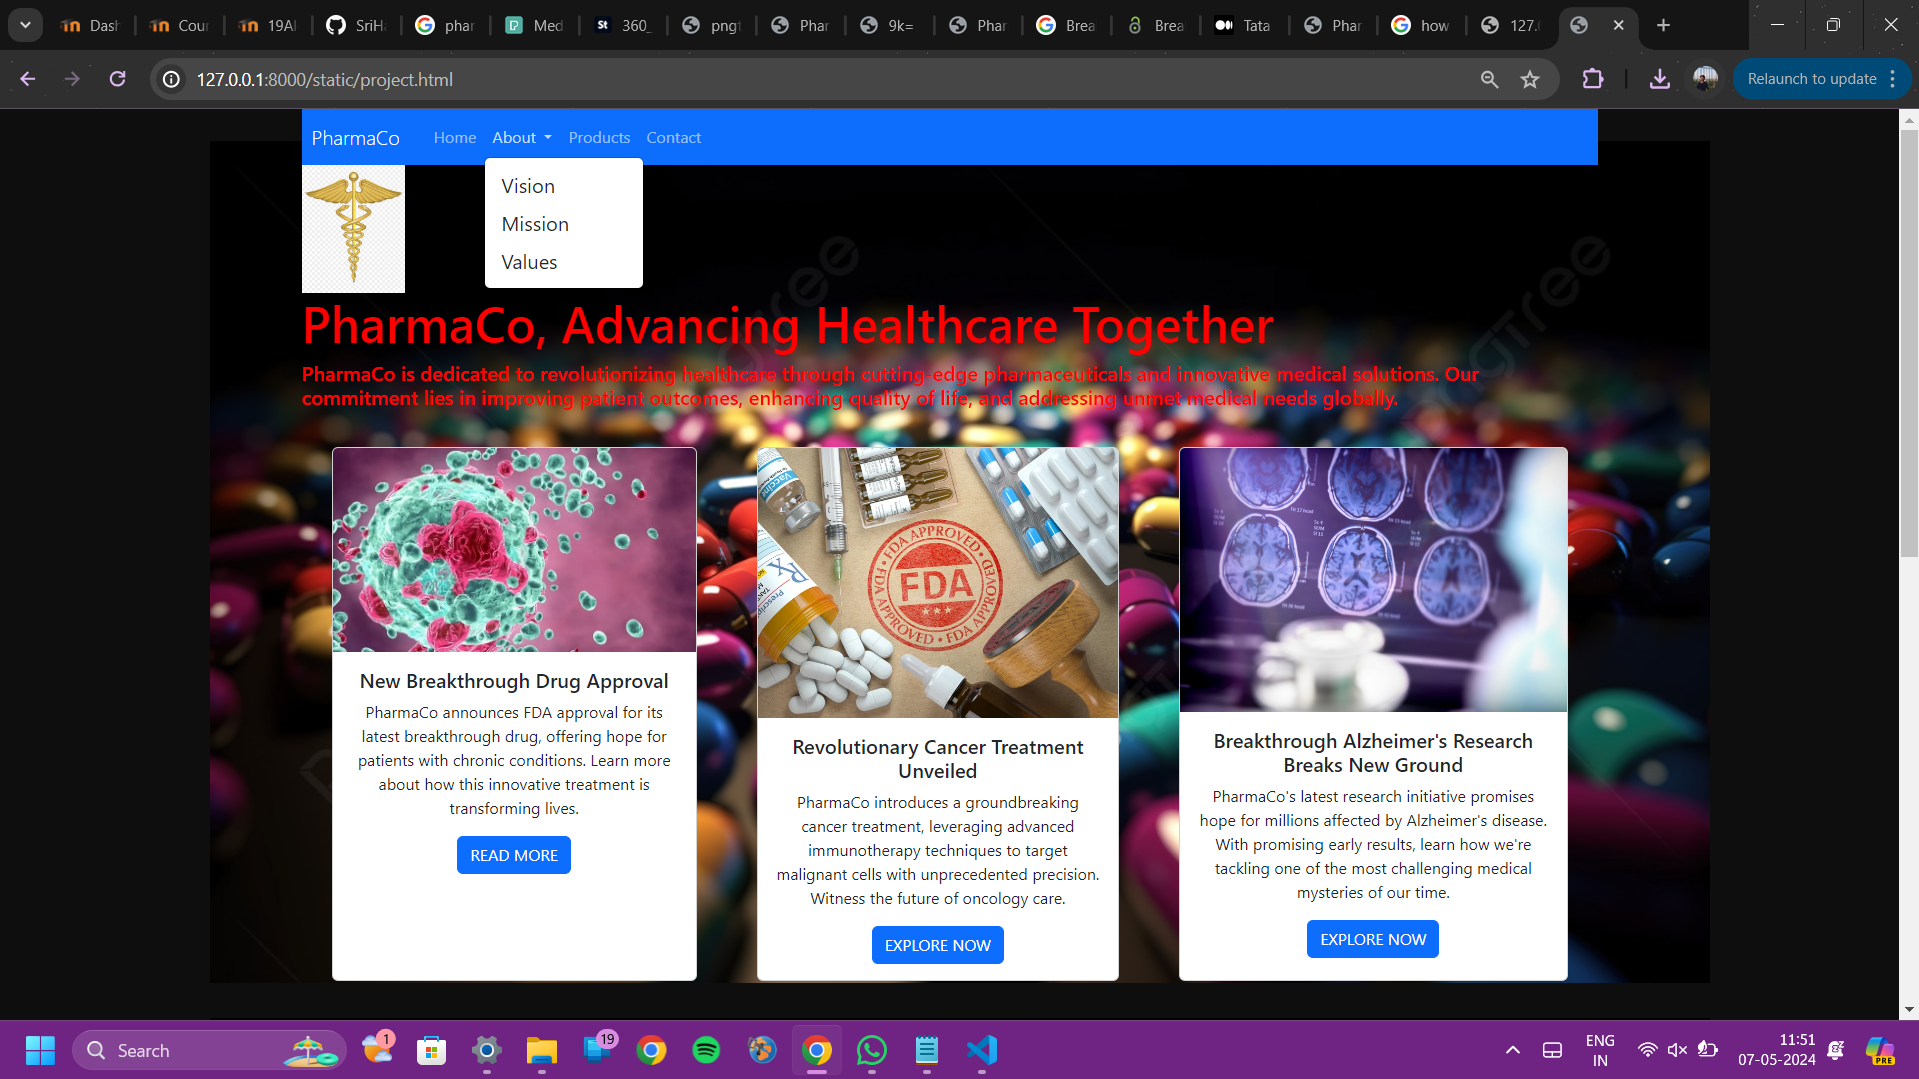 Dash
Cour
19AI
SriHa
phar
Med
360_
pngt
Phar
9k=
Phar
Brea
Brea
Tata
Phar
how
127.0
127.0.0.1:8000/static/project.html
Relaunch to update
PharmaCo
Home
About
Products
Contact
Vision
Mission
Values
PharmaCo, Advancing Healthcare Together
PharmaCo is dedicated to revolutionizing healthcare through cutting-edge pharmaceuticals and innovative medical solutions. Our
commitment lies in improving patient outcomes, enhancing quality of life, and addressing unmet medical needs globally.
FDA APPROVED
FDA
New Breakthrough Drug Approval
PharmaCo announces FDA approval for its
latest breakthrough drug, offering hope for
patients with chronic conditions. Learn more
about how this innovative treatment is
transforming lives.
READ MORE
Revolutionary Cancer Treatment
Unveiled
PharmaCo introduces a groundbreaking
cancer treatment, leveraging advanced
immunotherapy techniques to target
malignant cells with unprecedented precision.
Witness the future of oncology care.
EXPLORE NOW
Breakthrough Alzheimer's Research
Breaks New Ground
PharmaCo's latest research initiative promises
hope for millions affected by Alzheimer's disease.
With promising early results, learn how we're
tackling one of the most challenging medical
mysteries of our time.
EXPLORE NOW
Search
1
19
ENG
IN
11:51
07-05-2024
PRE